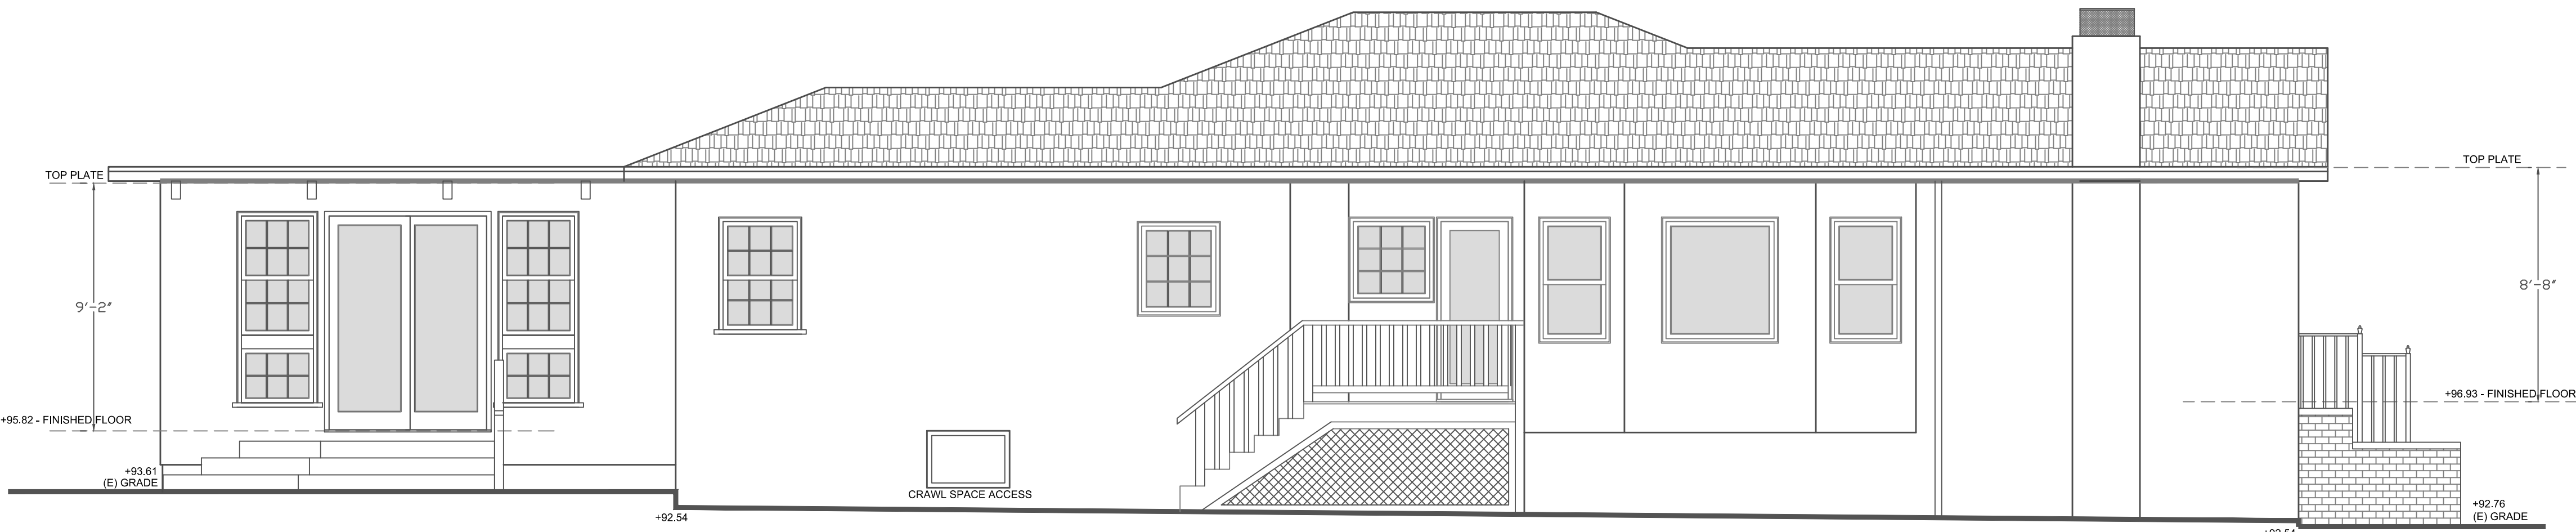 TOP PLATE
TOP PLATE
9'-2"
8'-8"
+95.82 - FINISHED FLOOR
+96.93 - FINISHED FLOOR
+93.61
(E) GRADE
CRAWL SPACE ACCESS
+92.54
+92.76
(E) GRADE